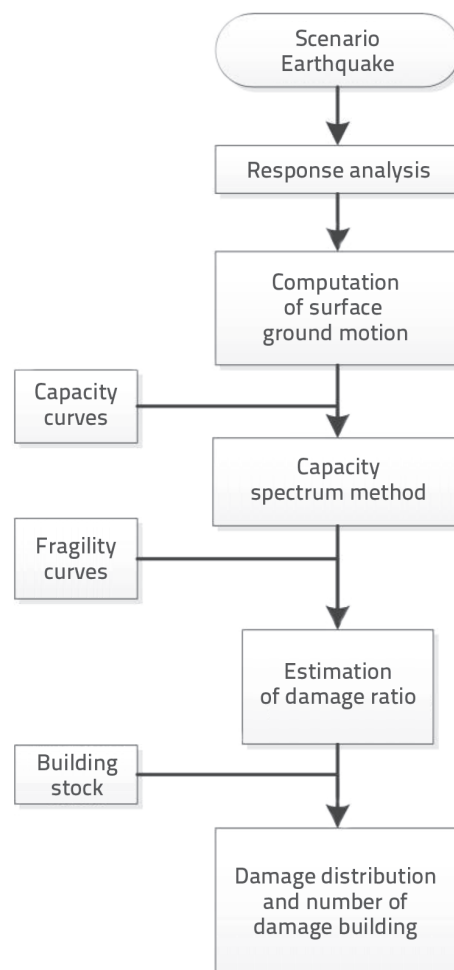 Scenario
Earthquake
Response analysis
Computation
of surface
ground motion
Capacity
curves
Capacity
spectrum method
Fragility
curves
Estimation
of damage ratio
Building
stock
Damage distribution
and number of
damage building